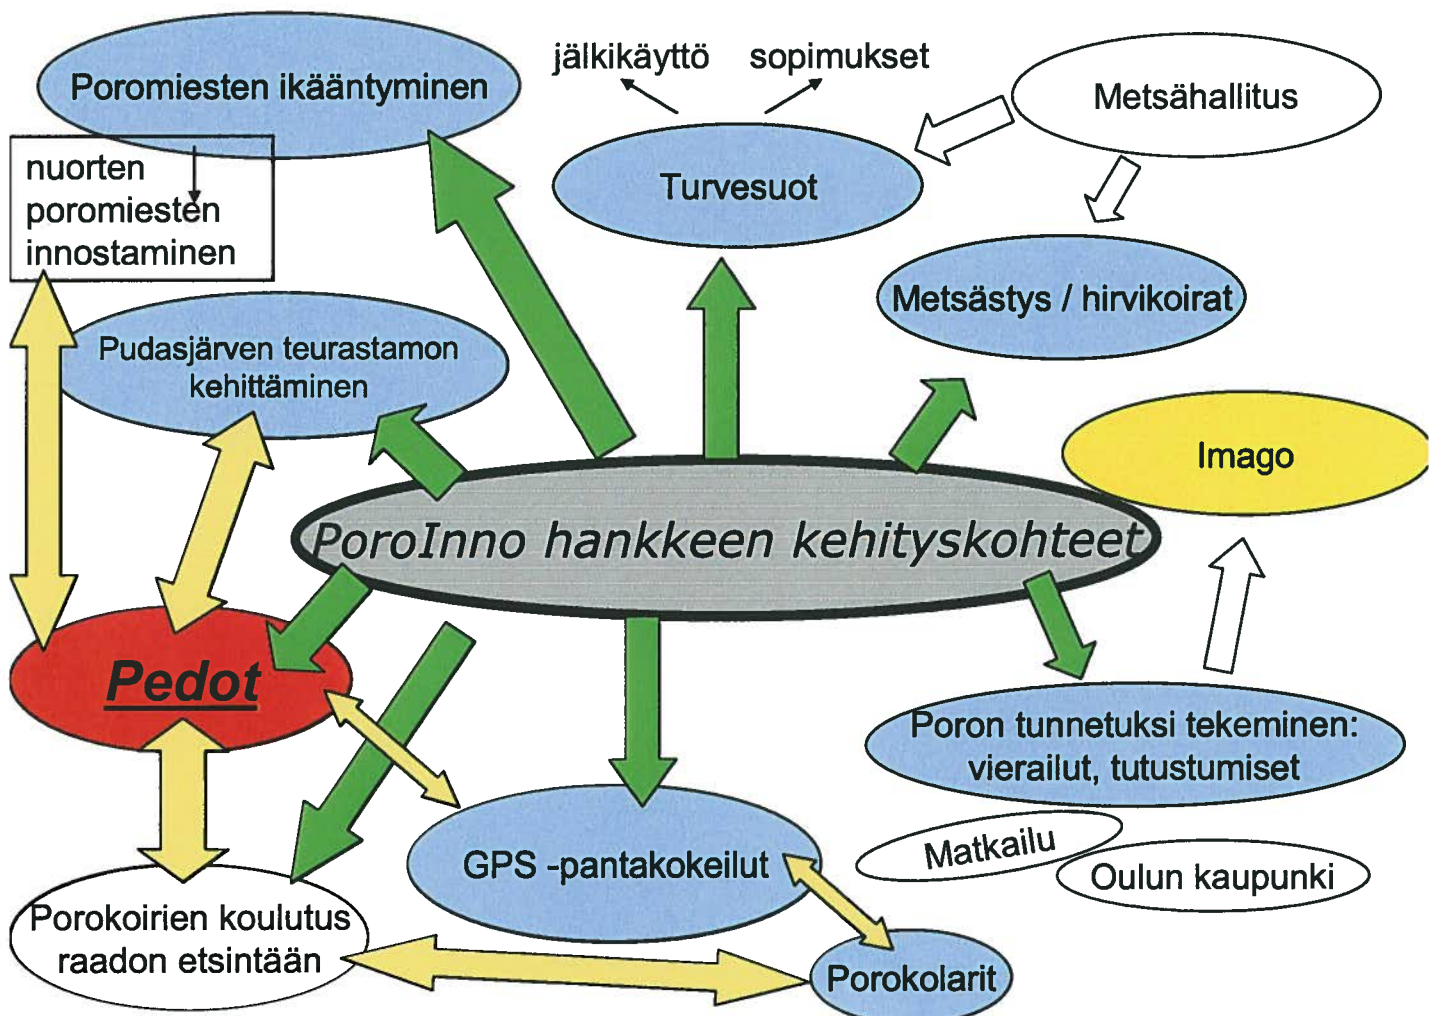 jälkikäyttö sopimukset
Poromiesten ikääntyminen
Metsähallitus
nuorten
poromiesten
innostaminen
Turvesuot
Metsästys / hirvikoirat
Pudasjärven teurastamon
kehittäminen
Imago
PoroInno hankkeen kehityskohteet
Pedot
Poron tunnetuksi tekeminen:
vierailut, tutustumiset
Matkailu
Oulun kaupunki
GPS -pantakokeilut
Porokoirien koulutus
raadon etsintään
Porokolarit